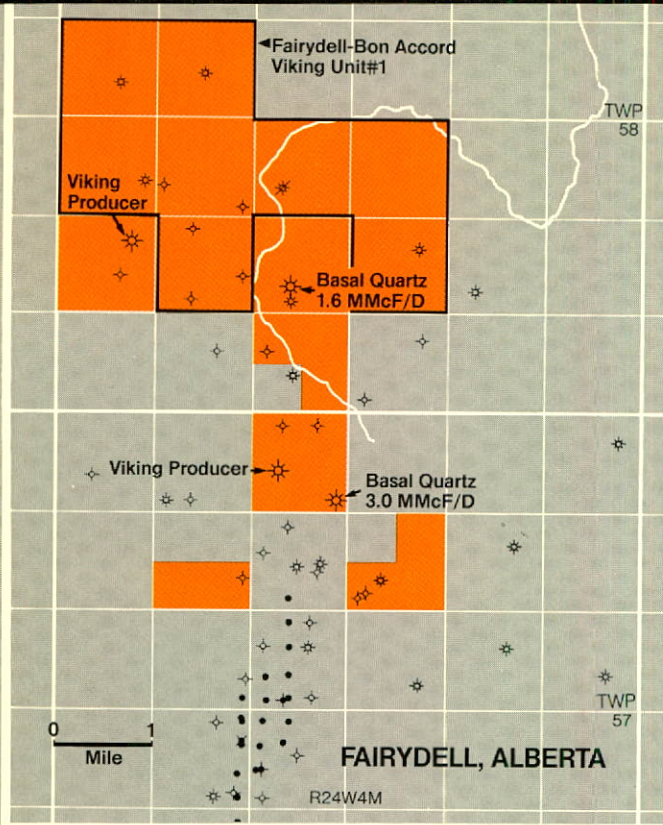 Fairydell-Bon Accord
Viking Unit#1
TWP
58
Viking
Producer
Basal Quartz
1.6 MMcF/D
Viking Producer
Basal Quartz
3.0 MMcF/D
TWP
57
0 1
Mile
FAIRYDELL, ALBERTA
R24W4M